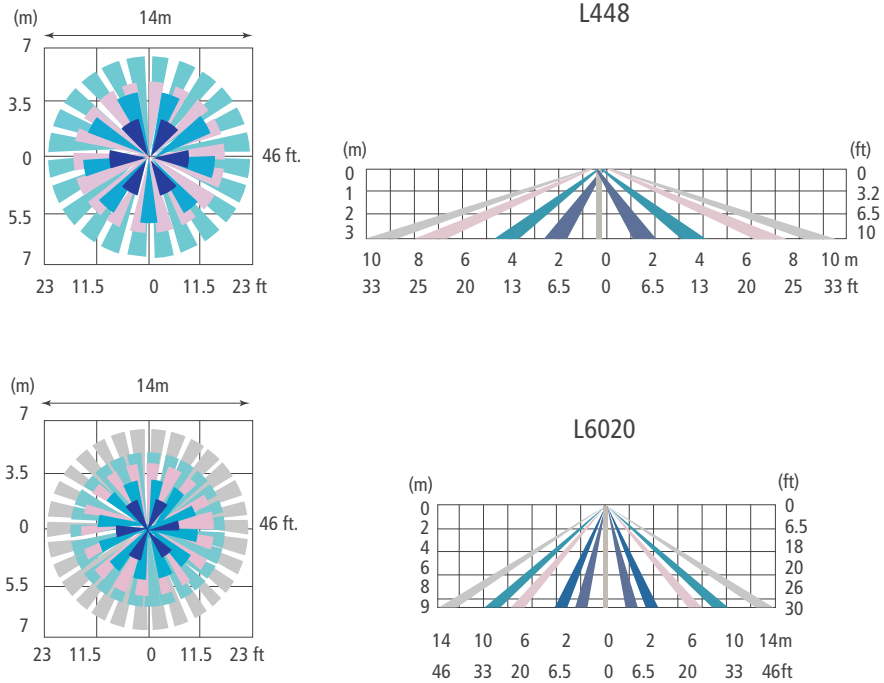 L448
(m)
14m
7
3.5
0
5.5
7
46 ft.
23 11.5 0 11.5 23 ft
(m) (ft)
0 0
1 3.2
2 6.5
3 10
10 8 6 4 2 0 2 4 6 8 10 m
33 25 20 13 6.5 0 6.5 13 20 25 33 ft
L6020
(m)
14m
7
3.5
0
5.5
7
46 ft.
23 11.5 0 11.5 23 ft
(m) (ft)
0 0
2 6.5
4 18
6 20
8 26
9 30
14 10 6 2 0 2 6 10 14m
46 33 20 6.5 0 6.5 20 33 46ft